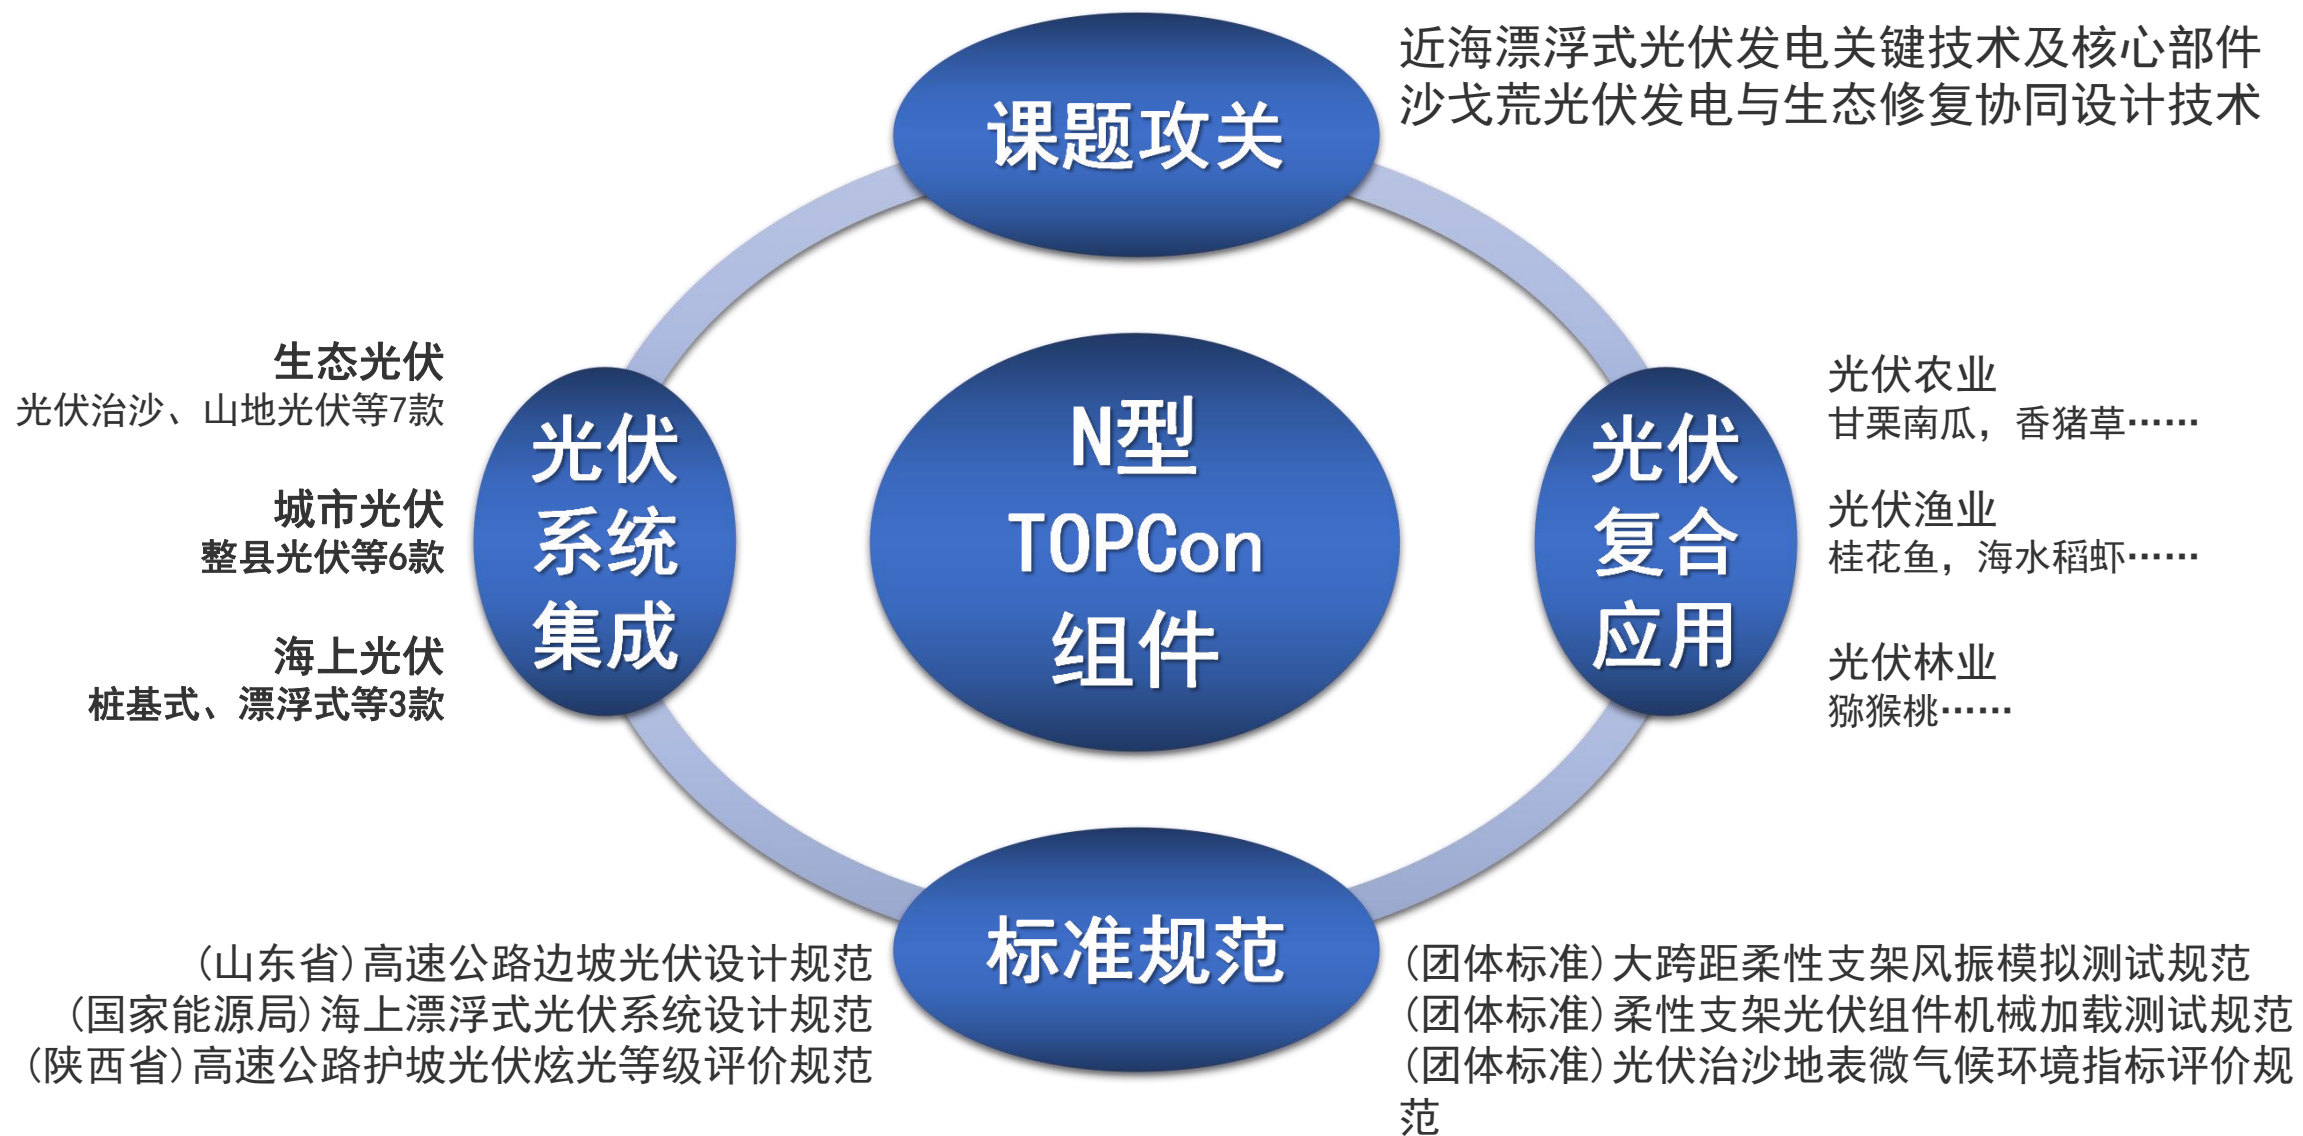 课题攻关
近海漂浮式光伏发电关键技术及核心部件
沙戈荒光伏发电与生态修复协同设计技术
生态光伏
光伏治沙、山地光伏等7款
城市光伏
整县光伏等6款
海上光伏
桩基式、漂浮式等3款
光伏
系统
集成
N型
TOPCon
组件
光伏
复合
应用
光伏农业
甘栗南瓜，香猪草……
光伏渔业
桂花鱼，海水稻虾……
光伏林业
猕猴桃……
标准规范
(山东省)高速公路边坡光伏设计规范
(国家能源局)海上漂浮式光伏系统设计规范
(陕西省)高速公路护坡光伏炫光等级评价规范
(团体标准)大跨距柔性支架风振模拟测试规范
(团体标准)柔性支架光伏组件机械加载测试规范
(团体标准)光伏治沙地表微气候环境指标评价规
范